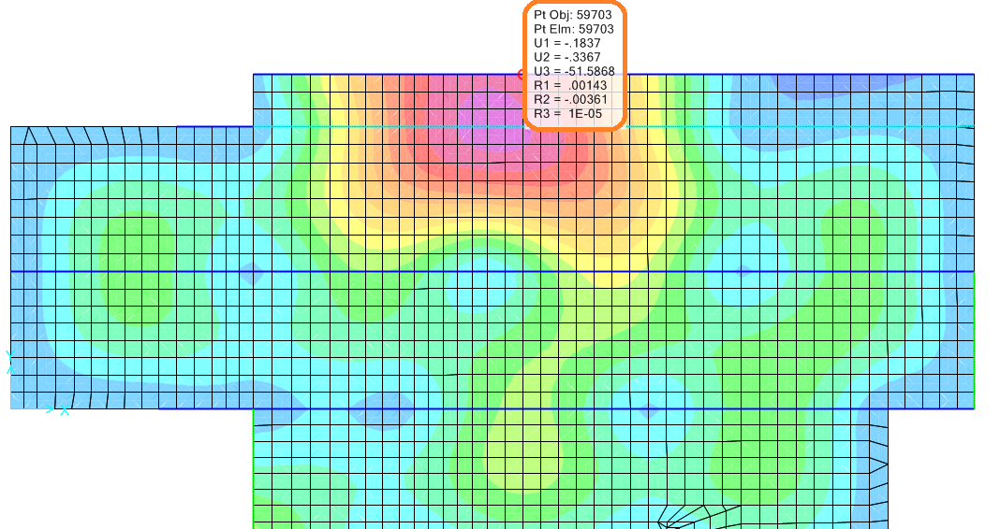 Pt Obj: 59703
Pt Elm: 59703
U1 = -.1837
U2 = -.3367
U3 = -51.5868
R1 = .00143
R2 = -.00361
R3 = 1E-05
Y
X